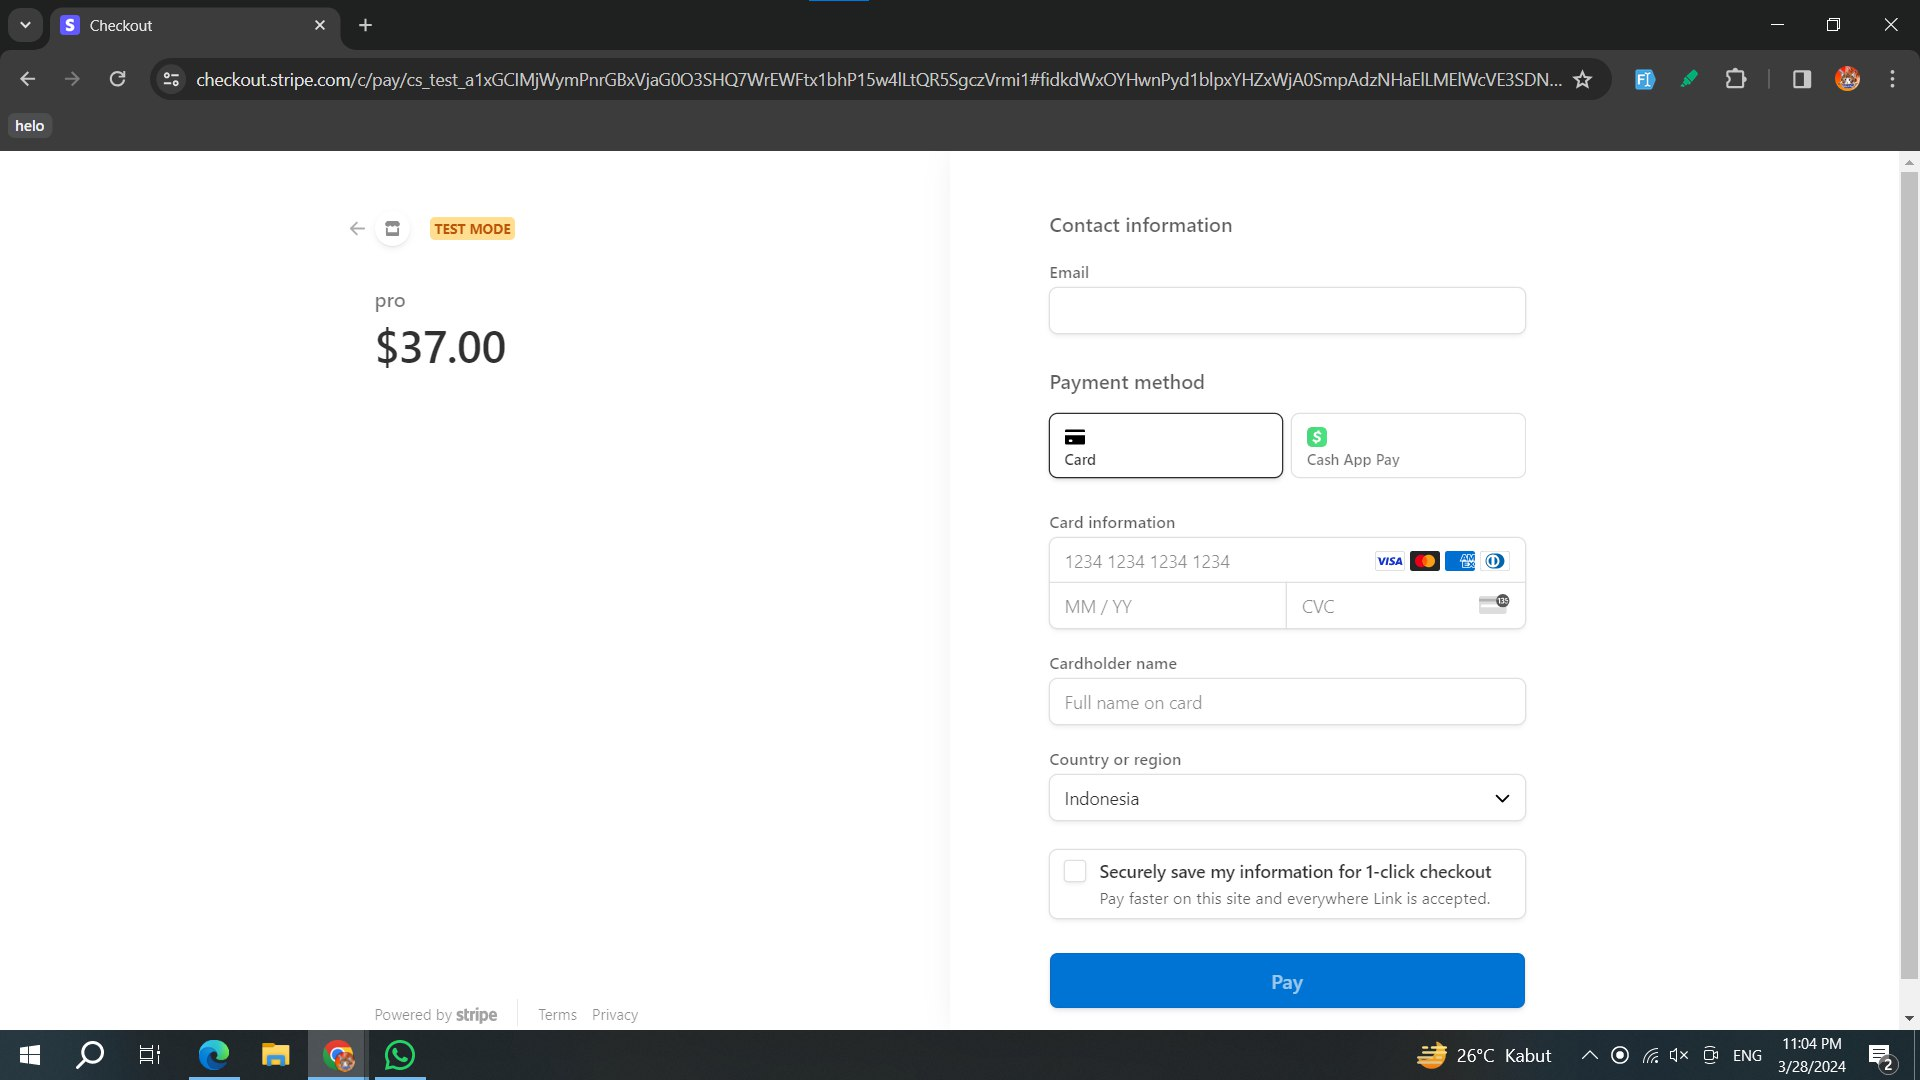 Checkout
checkout.stripe.com/c/pay/cs_test_a1xGCIMjWymPnrGBxVjaG0O3SHQ7WrEWFtx1bhP15w4lLtQR5SgczVrmi1#fidkdWxOYHwnPyd1blpxYHZxWjA0SmpAdzNHaElLMElWcVE3SDN...
helo
TEST MODE
pro
$37.00
Powered by stripe
Terms Privacy
Contact information
Email
Payment method
Card
Cash App Pay
Card information
1234 1234 1234 1234
VISA
AMEX
MM / YY
CVC
135
Cardholder name
Full name on card
Country or region
Indonesia
Securely save my information for 1-click checkout
Pay faster on this site and everywhere Link is accepted.
Pay
26°C Kabut
ENG
11:04 PM
3/28/2024
2